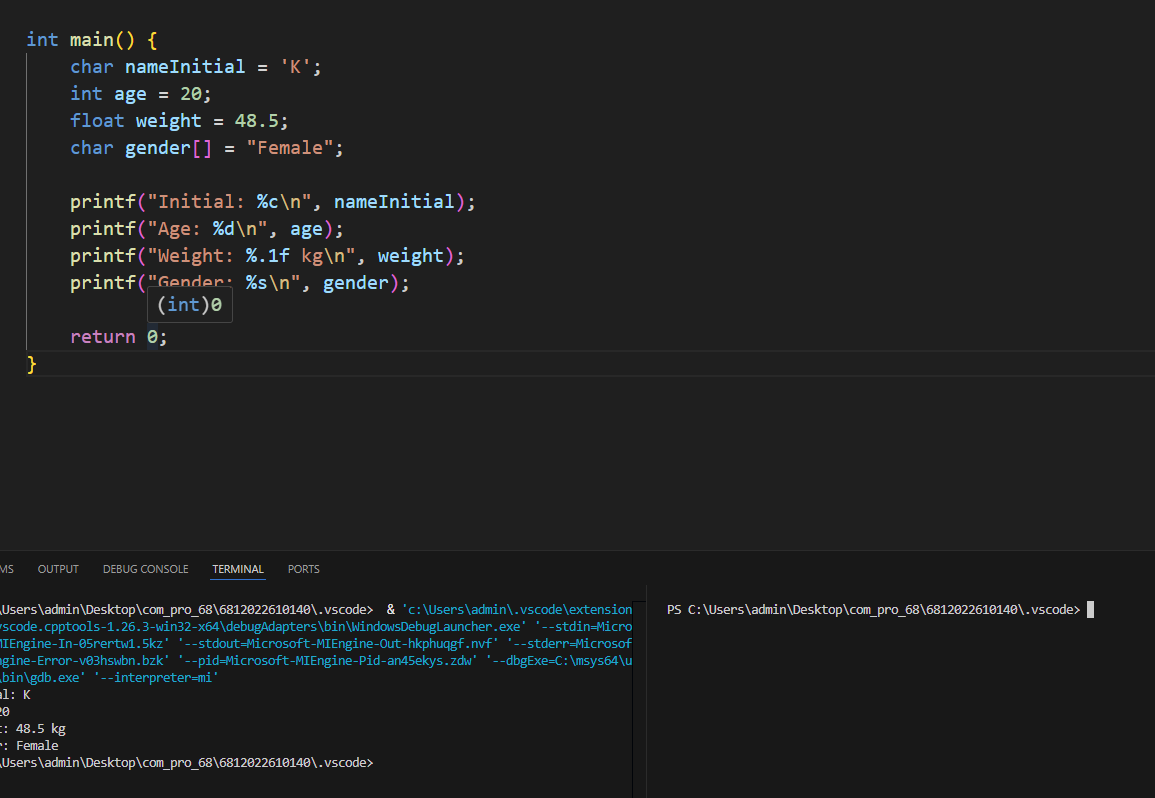 int main() {
char nameInitial = 'K';
int age = 20;
float weight = 48.5;
char gender[] = "Female";
printf("Initial: %c\n", nameInitial);
printf("Age: %d\n", age);
printf("Weight: %.1f kg\n", weight);
printf("Gender: %s\n", gender);
(int)0
return 0;
}
MS OUTPUT DEBUG CONSOLE TERMINAL PORTS
\Users\admin\Desktop\com_pro_68\6812022610140\.vscode> & 'c:\Users\admin\.vscode\extension
vscode.cpptools-1.26.3-win32-x64\debugAdapters\bin\WindowsDebugLauncher.exe' '--stdin=Micro
MIEngine-In-05rertw1.5kz' '--stdout=Microsoft-MIEngine-Out-hkphuqgf.nvf' '--stderr=Microsof
ngine-Error-v03hswbn.bzk' '--pid=Microsoft-MIEngine-Pid-an45ekys.zdw' '--dbgExe=C:\msys64\u
\bin\gdb.exe' '--interpreter=mi'
al: K
20
t: 48.5 kg
r: Female
\Users\admin\Desktop\com_pro_68\6812022610140\.vscode>
PS C:\Users\admin\Desktop\com_pro_68\6812022610140\.vscode>